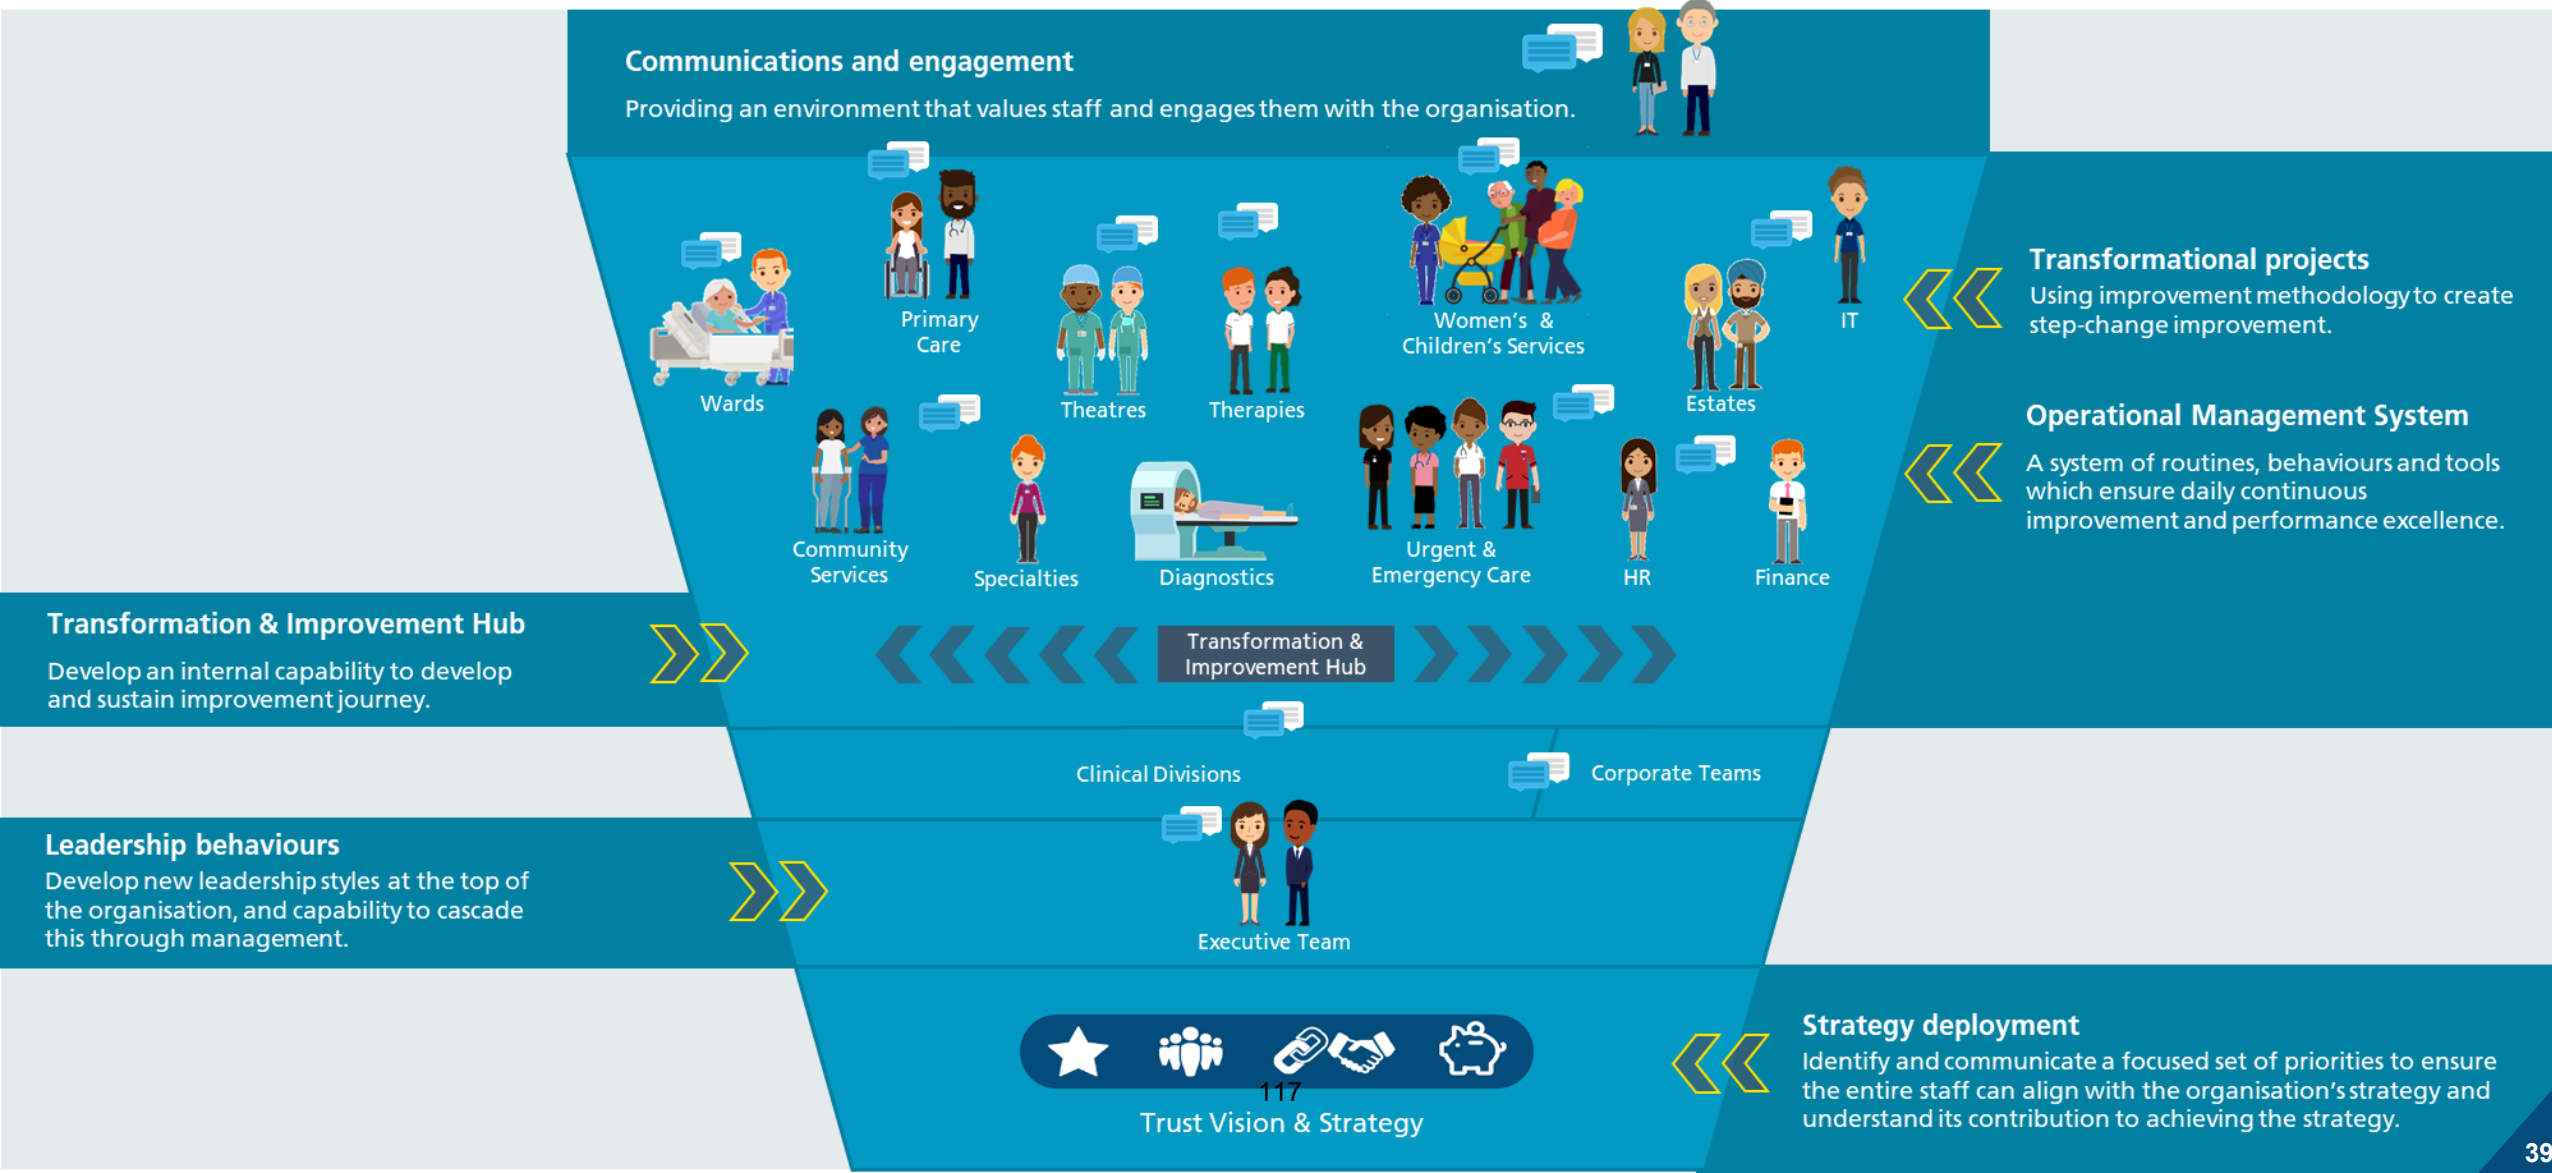 Communications and engagement
Providing an environment that values staff and engages them with the organisation.
Primary
Care
Wards
Theatres
Therapies
Women's &
Children's Services
Estates
IT
Community
Services
Specialties
Diagnostics
Urgent &
Emergency Care
HR
Finance
Transformational projects
Using improvement methodology to create
step-change improvement.
Operational Management System
A system of routines, behaviours and tools
which ensure daily continuous
improvement and performance excellence.
Transformation & Improvement Hub
Develop an internal capability to develop
and sustain improvement journey.
Transformation &
Improvement Hub
Clinical Divisions
Corporate Teams
Leadership behaviours
Develop new leadership styles at the top of
the organisation, and capability to cascade
this through management.
Executive Team
117
Trust Vision & Strategy
Strategy deployment
Identify and communicate a focused set of priorities to ensure
the entire staff can align with the organisation's strategy and
understand its contribution to achieving the strategy.
39